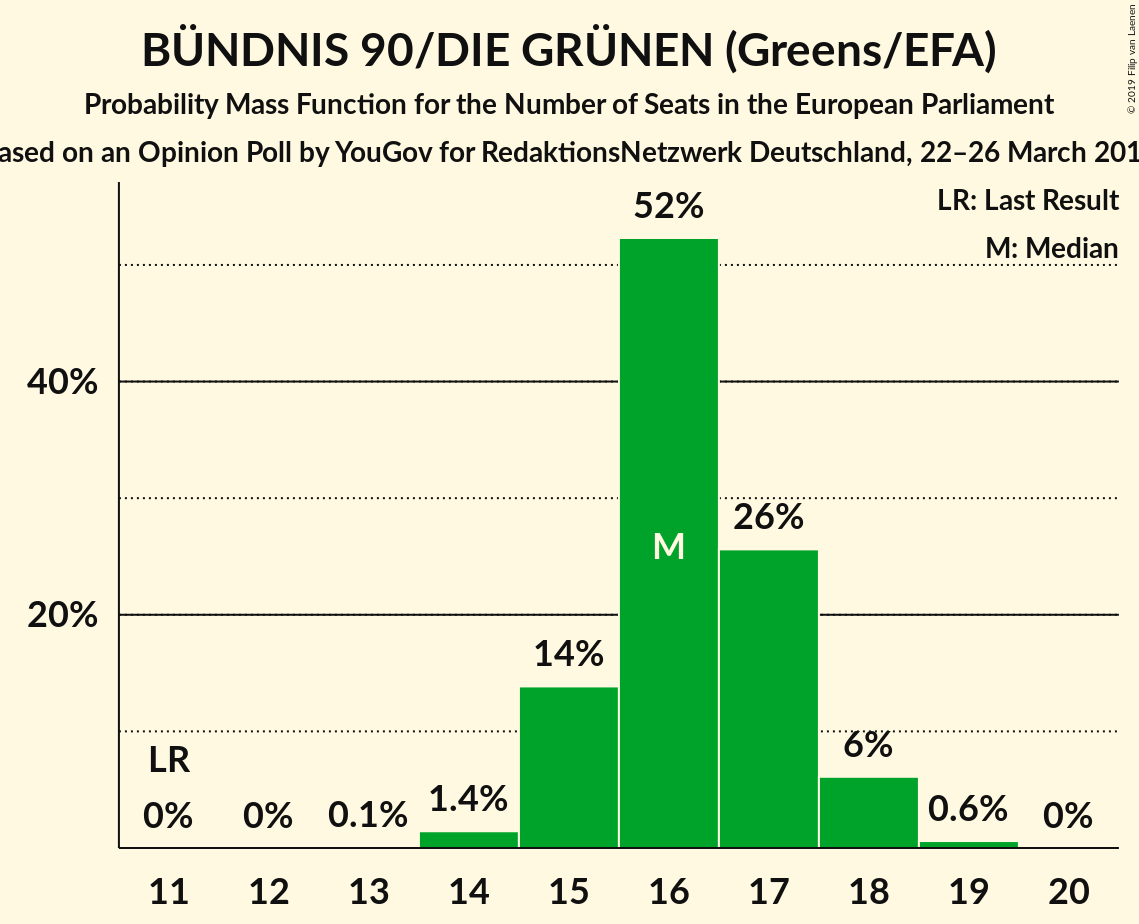 BÜNDNIS 90/DIE GRÜNEN (Greens/EFA)
Probability Mass Function for the Number of Seats in the European Parliament
ased on an Opinion Poll by YouGov for RedaktionsNetzwerk Deutschland, 22–26 March 201
© 2019 Filip van Laenen
LR: Last Result
M: Median
52%
40%
26%
M
20%
14%
LR
6%
0%
0%
0.1%
1.4%
0.6%
0%
11
12
13
14
15
16
17
18
19
20